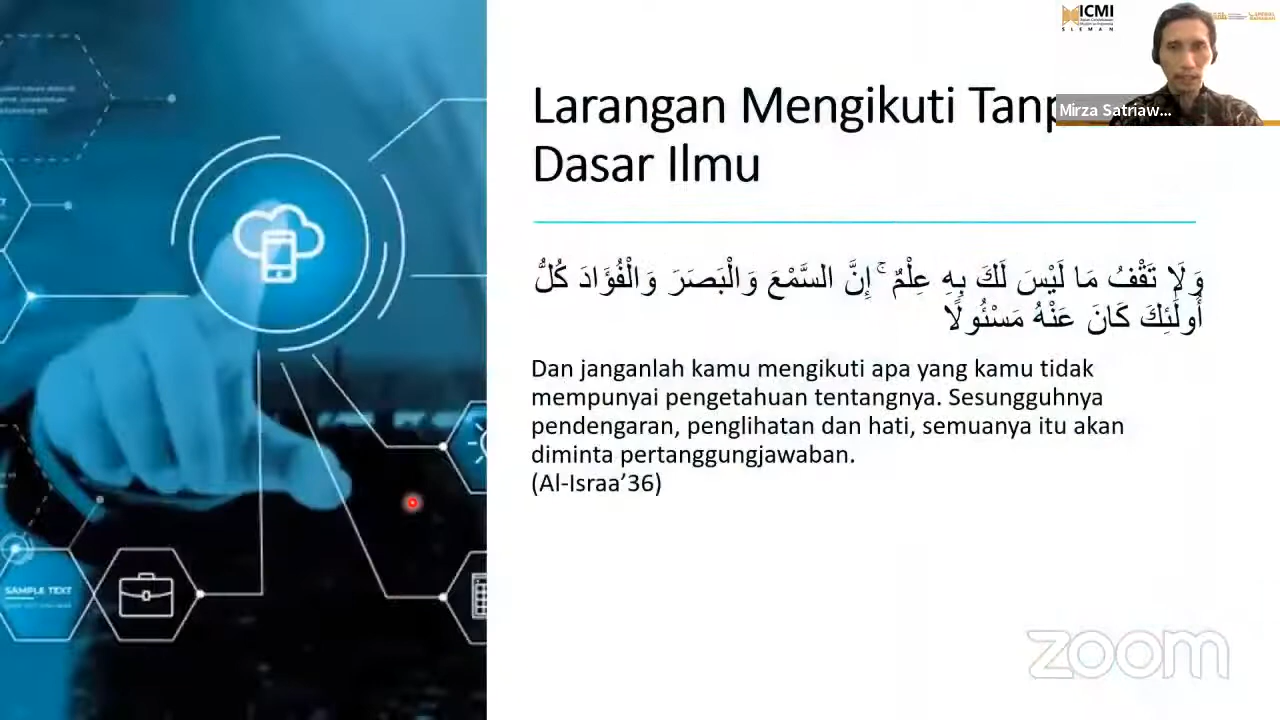 ICMI
SLEMAN
Mirza Satriaw...
Larangan Mengikuti Tanp
Dasar Ilmu
وَلَا تَقْفُ مَا لَيْسَ لَكَ بِهِ عِلْمٌ ۚ إِنَّ السَّمْعَ وَالْبَصَرَ وَالْفُؤَادَ كُلُّ
أُولَٰئِكَ كَانَ عَنْهُ مَسْئُولًا
Dan janganlah kamu mengikuti apa yang kamu tidak
mempunyai pengetahuan tentangnya. Sesungguhnya
pendengaran, penglihatan dan hati, semuanya itu akan
diminta pertanggungjawaban.
(Al-Israa’36)
SAMPLE TEXT
zoom